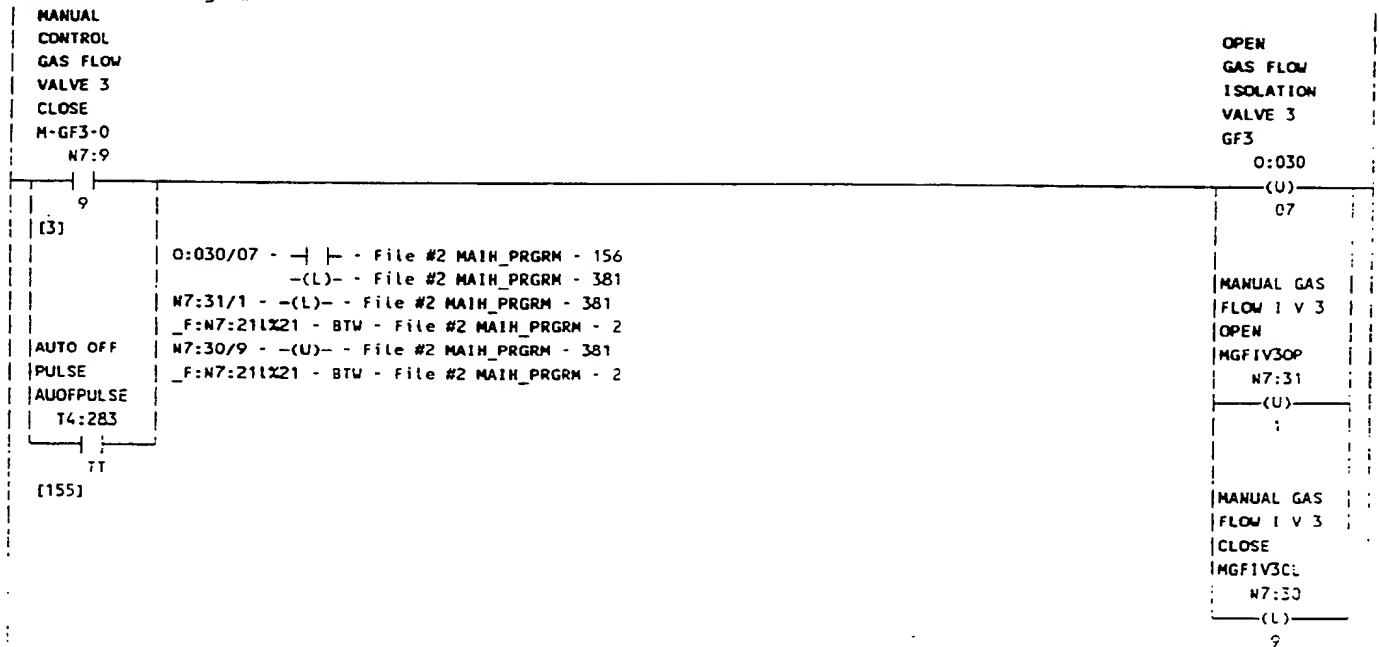 MANUAL
CONTROL
GAS FLOW
VALVE 3
CLOSE
M-GF3-0
N7:9
9
[3]
OPEN
GAS FLOW
ISOLATION
VALVE 3
GF3
O:030
(U)
07
O:030/07 - ┤ ├ - File #2 MAIN_PRGRM - 156
-(L)- - File #2 MAIN_PRGRM - 381
N7:31/1 - -(L)- - File #2 MAIN_PRGRM - 381
_F:N7:211%21 - BTW - File #2 MAIN_PRGRM - 2
N7:30/9 - -(U)- - File #2 MAIN_PRGRM - 381
_F:N7:211%21 - BTW - File #2 MAIN_PRGRM - 2
AUTO OFF
PULSE
AUOFPULSE
T4:283
TT
[155]
MANUAL GAS
FLOW I V 3
OPEN
MGFIV3OP
N7:31
(U)
MANUAL GAS
FLOW I V 3
CLOSE
MGFIV3CL
N7:30
(L)
9